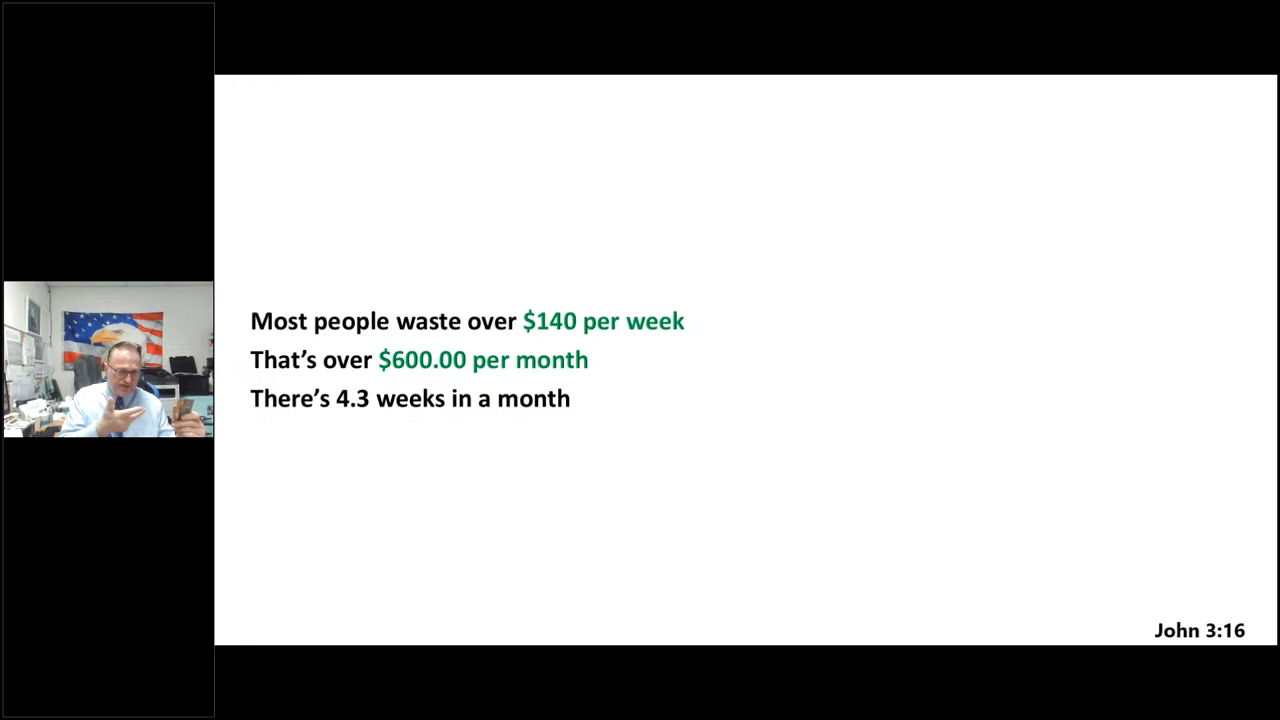 Most people waste over $140 per week
That’s over $600.00 per month
There’s 4.3 weeks in a month
John 3:16